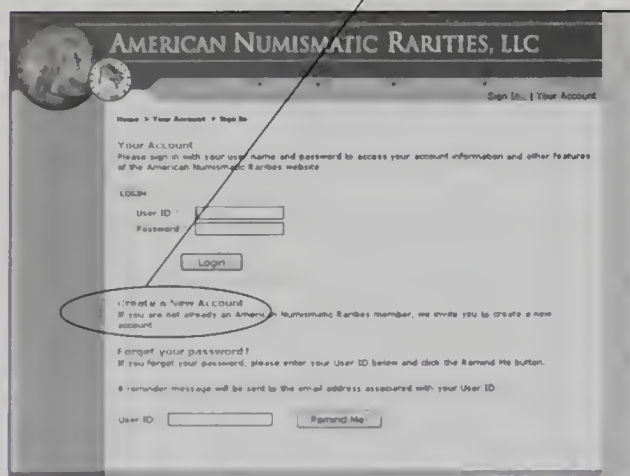 AMERICAN NUMISMATIC RARITIES, LLC
Sign In | Your Account
Home > Your Account > Sign In
Your Account
Please sign in with your user name and password to access your account information and other features
of the American Numismatic Rarities website
LOGIN
User ID
Password
Login
Create a New Account
If you are not already an American Numismatic Rarities member, we invite you to create a new
account
Forgot your password?
If you forgot your password, please enter your User ID below and click the Remind Me button.
A reminder message will be sent to the email address associated with your User ID
User ID
Remind Me